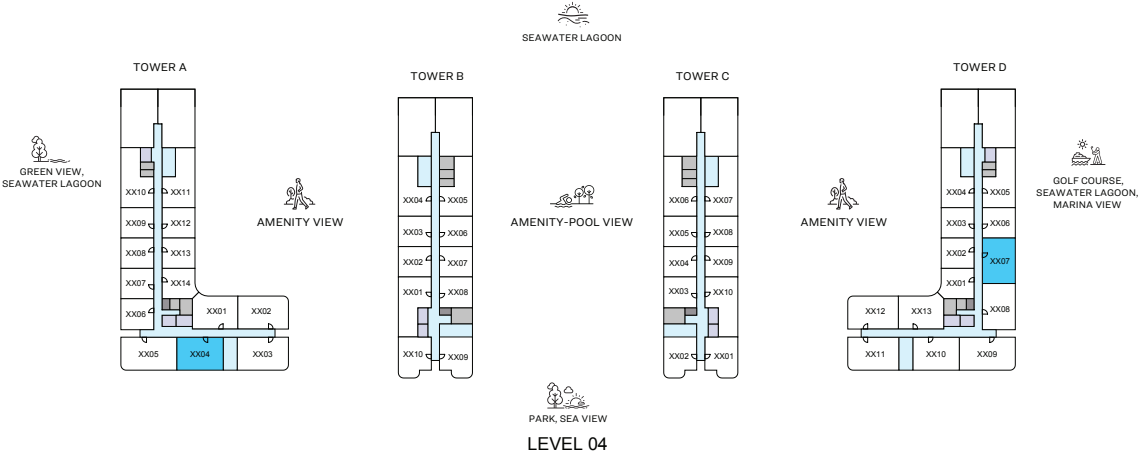 SEAWATER LAGOON
TOWER A
TOWER B
TOWER C
TOWER D
GREEN VIEW,
SEAWATER LAGOON
AMENITY VIEW
AMENITY-POOL VIEW
AMENITY VIEW
GOLF COURSE,
SEAWATER LAGOON,
MARINA VIEW
XX10 XX11
XX09 XX12
XX08 XX13
XX07 XX14
XX06 XX01 XX02
XX05 XX04 XX03
XX04 XX05
XX03 XX06
XX02 XX07
XX01 XX08
XX10 XX09
XX06 XX07
XX05 XX08
XX04 XX09
XX03 XX10
XX02 XX01
XX04 XX05
XX03 XX06
XX02 XX07
XX01
XX12 XX13 XX08
XX11 XX10 XX09
PARK, SEA VIEW
LEVEL 04